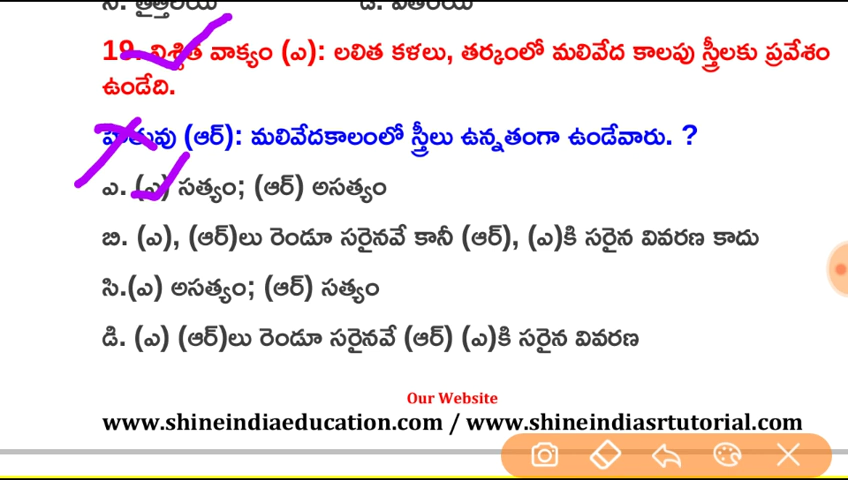 19. నిశ్చిత వాక్యం (ఎ): లలిత కళలు, తర్కంలో మలివేద కాలపు స్త్రీలకు ప్రవేశం
ఉండేది.
హేతువు (ఆర్): మలివేదకాలంలో స్త్రీలు ఉన్నతంగా ఉండేవారు. ?
ఎ. (ఎ) సత్యం; (ఆర్) అసత్యం
బి. (ఎ), (ఆర్)లు రెండూ సరైనవే కానీ (ఆర్), (ఎ)కి సరైన వివరణ కాదు
సి.(ఎ) అసత్యం; (ఆర్) సత్యం
డి. (ఎ) (ఆర్)లు రెండూ సరైనవే (ఆర్) (ఎ)కి సరైన వివరణ
Our Website
www.shineindiaeducation.com / www.shineindiasrtutorial.com